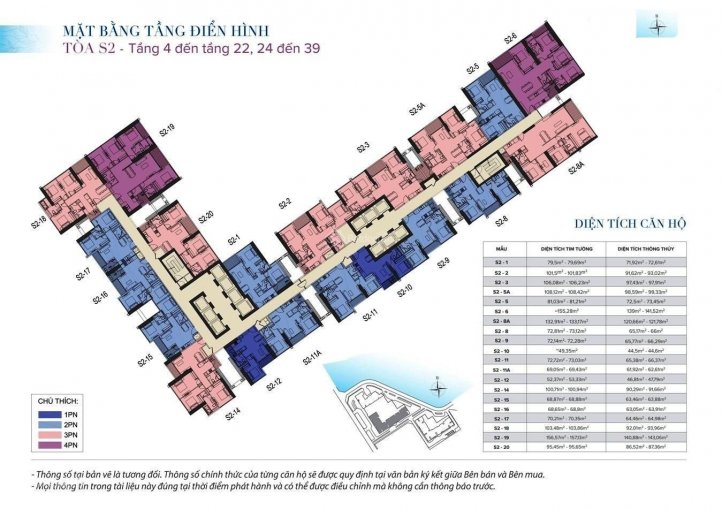 MẶT BẰNG TẦNG ĐIỂN HÌNH
TÒA S2 - Tầng 4 đến tầng 22, 24 đến 39
S2-6
S2-5
S2-5A
S2-3
S2-2
S2-19
S2-18
S2-20
S2-1
S2-17
S2-16
S2-15
S2-14
S2-12
S2-11A
S2-11
S2-10
S2-9
S2-8
S2-8A
DIỆN TÍCH CĂN HỘ
MẪU DIỆN TÍCH TIM TƯỜNG DIỆN TÍCH THÔNG THỦY
S2 - 1 79,5m² - 79,69m² 71,92m² - 72,61m²
S2 - 2 101,5m² - 101,83m² 91,62m² - 93,02m²
S2 - 3 106,08m² - 106,23m² 97,43m² - 97,91m²
S2 - 5A 108,12m² - 108,42m² 98,59m² - 99,33m²
S2 - 5 81,03m² - 81,21m² 72,5m² - 73,45m²
S2 - 6 ~155,28m² 139m² - 141,52m²
S2 - 8A 132,91m² - 133,17m² 120,66m² - 121,78m²
S2 - 8 72,81m² - 73,12m² 65,17m² - 66m²
S2 - 9 72,14m² - 72,28m² 65,77m² - 66,29m²
S2 - 10 ~49,35m² 44,5m² - 44,6m²
S2 - 11 72,72m² - 73,03m² 65,38m² - 66,37m²
S2 - 11A 69,05m² - 69,43m² 61,92m² - 62,61m²
S2 - 12 52,37m² - 53,33m² 46,81m² - 47,79m²
S2 - 14 100,71m² - 100,94m² 90,29m² - 91,66m²
S2 - 15 68,87m² - 68,88m² 63,46m² - 63,88m²
S2 - 16 68,65m² - 68,8m² 63,05m² - 63,91m²
S2 - 17 70,21m² - 70,35m² 64,46m² - 64,98m²
S2 - 18 103,48m² - 103,86m² 92,01m² - 93,96m²
S2 - 19 156,57m² - 157,13m² 140,88m² - 143,06m²
S2 - 20 95,45m² - 95,65m² 86,52m² - 87,36m²
CHÚ THÍCH:
1PN
2PN
3PN
4PN
- Thông số tại bản vẽ là tương đối. Thông số chính thức của từng căn hộ sẽ được quy định tại văn bản ký kết giữa Bên bán và Bên mua.
- Mọi thông tin trong tài liệu này đúng tại thời điểm phát hành và có thể được điều chỉnh mà không cần thông báo trước.